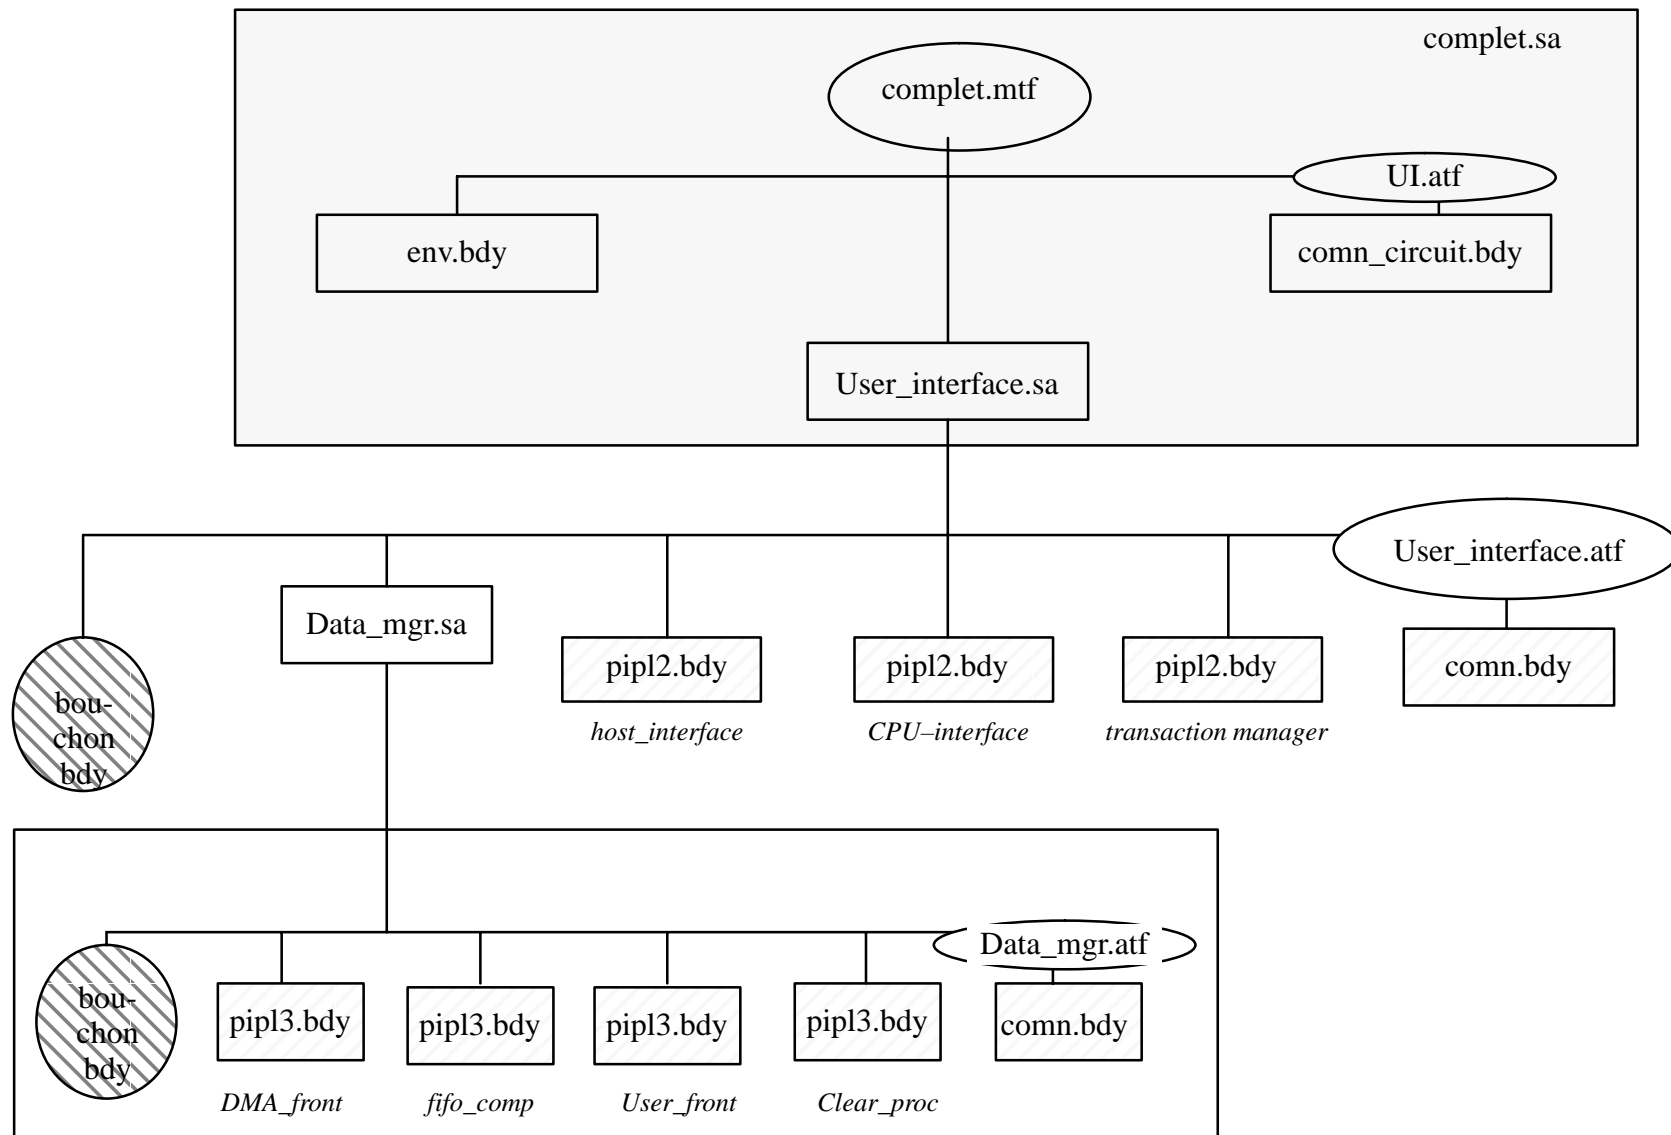 complet.sa
complet.mtf
UI.atf
env.bdy
comn_circuit.bdy
User_interface.sa
User_interface.atf
Data_mgr.sa
pipl2.bdy
pipl2.bdy
pipl2.bdy
comn.bdy
bou-
chon
bdy
host_interface
CPU–interface
transaction manager
Data_mgr.atf
bou-
chon
bdy
pipl3.bdy
pipl3.bdy
pipl3.bdy
pipl3.bdy
comn.bdy
DMA_front
fifo_comp
User_front
Clear_proc